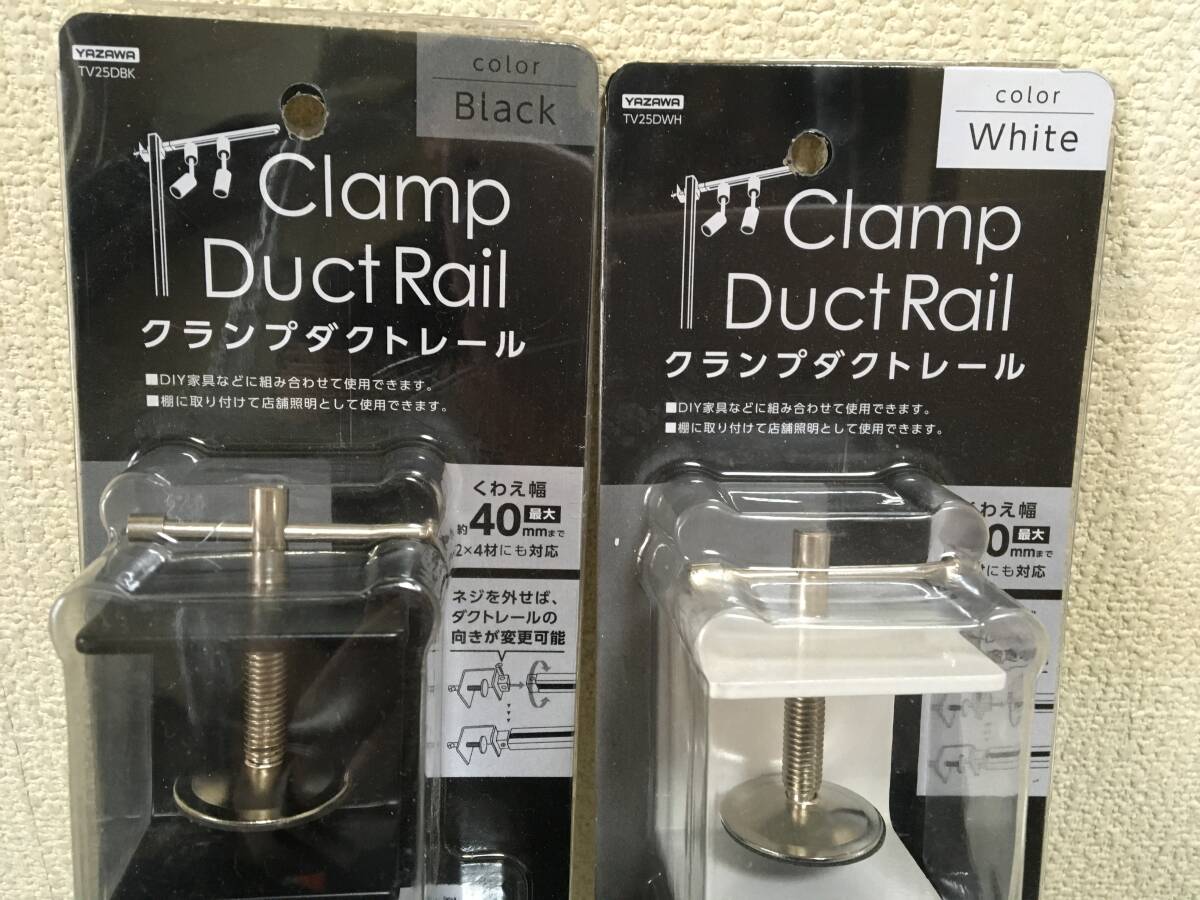 YAZAWA
TV25DBK
color
Black
Clamp
Duct Rail
クランプダクトレール
■DIY家具などに組み合わせて使用できます。
■棚に取り付けて店舗照明として使用できます。
くわえ幅
約40mmまで 最大
2×4材にも対応
ネジを外せば、
ダクトレールの
向きが変更可能
YAZAWA
TV25DWH
color
White
Clamp
Duct Rail
クランプダクトレール
■DIY家具などに組み合わせて使用できます。
■棚に取り付けて店舗照明として使用できます。
くわえ幅
0mmまで 最大
にも対応